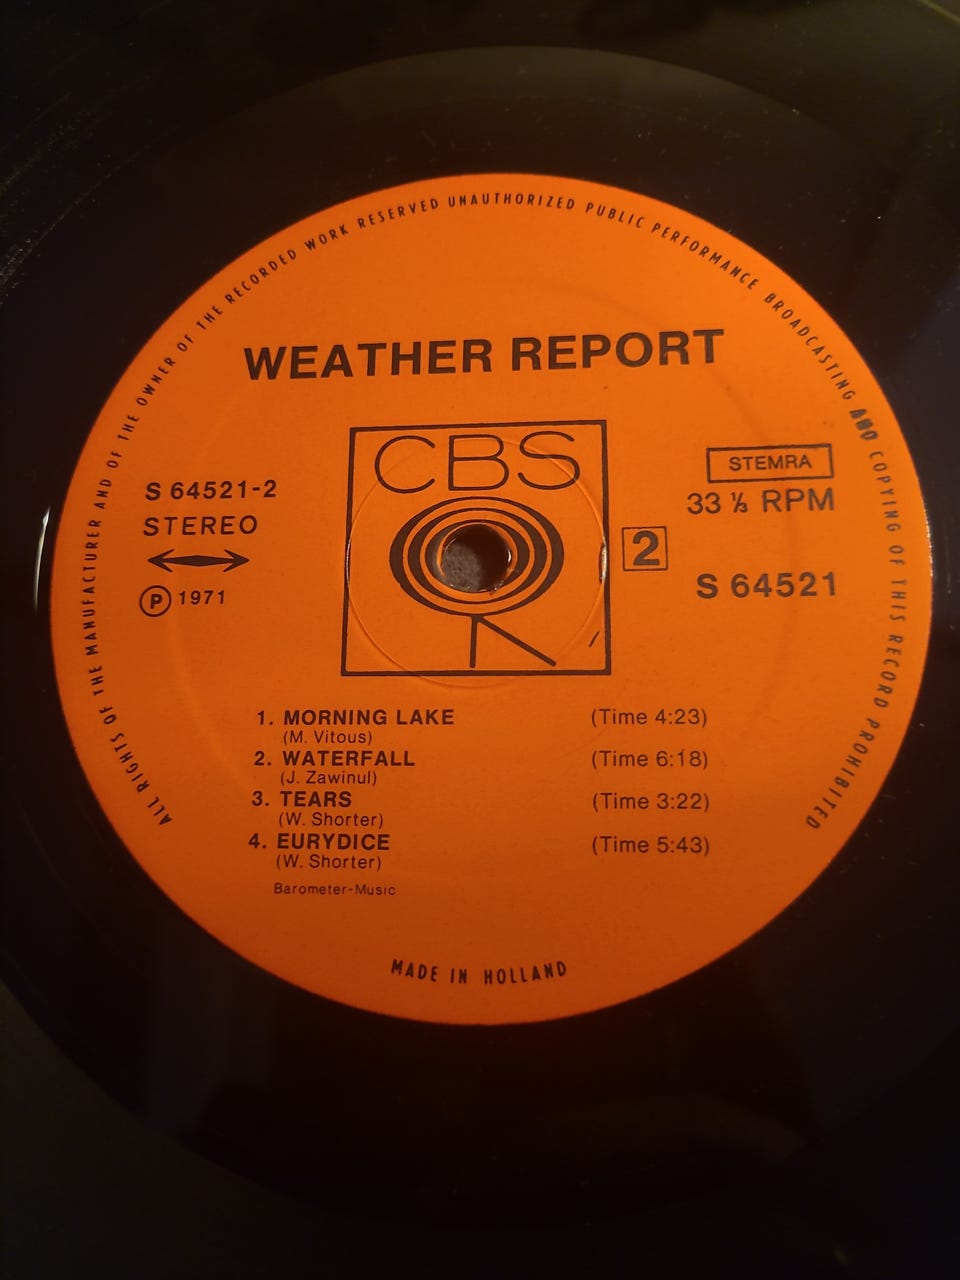 ALL RIGHTS OF THE MANUFACTURER AND OF THE OWNER OF THE RECORDED WORK RESERVED UNAUTHORIZED PUBLIC PERFORMANCE BROADCASTING AND COPYING OF THIS RECORD PROHIBITED
WEATHER REPORT
CBS
S 64521-2
STEREO
Ⓟ 1971
STEMRA
33 ⅓ RPM
2
S 64521
1. MORNING LAKE (Time 4:23)
(M. Vitous)
2. WATERFALL (Time 6:18)
(J. Zawinul)
3. TEARS (Time 3:22)
(W. Shorter)
4. EURYDICE (Time 5:43)
(W. Shorter)
Barometer-Music
MADE IN HOLLAND